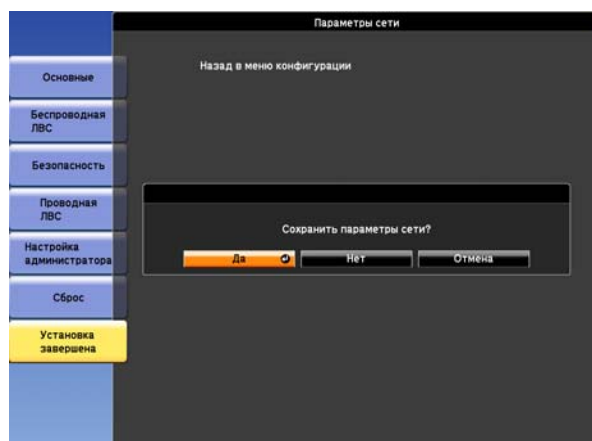 Параметры сети
Назад в меню конфигурации
Основные
Беспроводная
ЛВС
Безопасность
Проводная
ЛВС
Настройка
администратора
Сброс
Установка
завершена
Сохранить параметры сети?
Да Нет Отмена